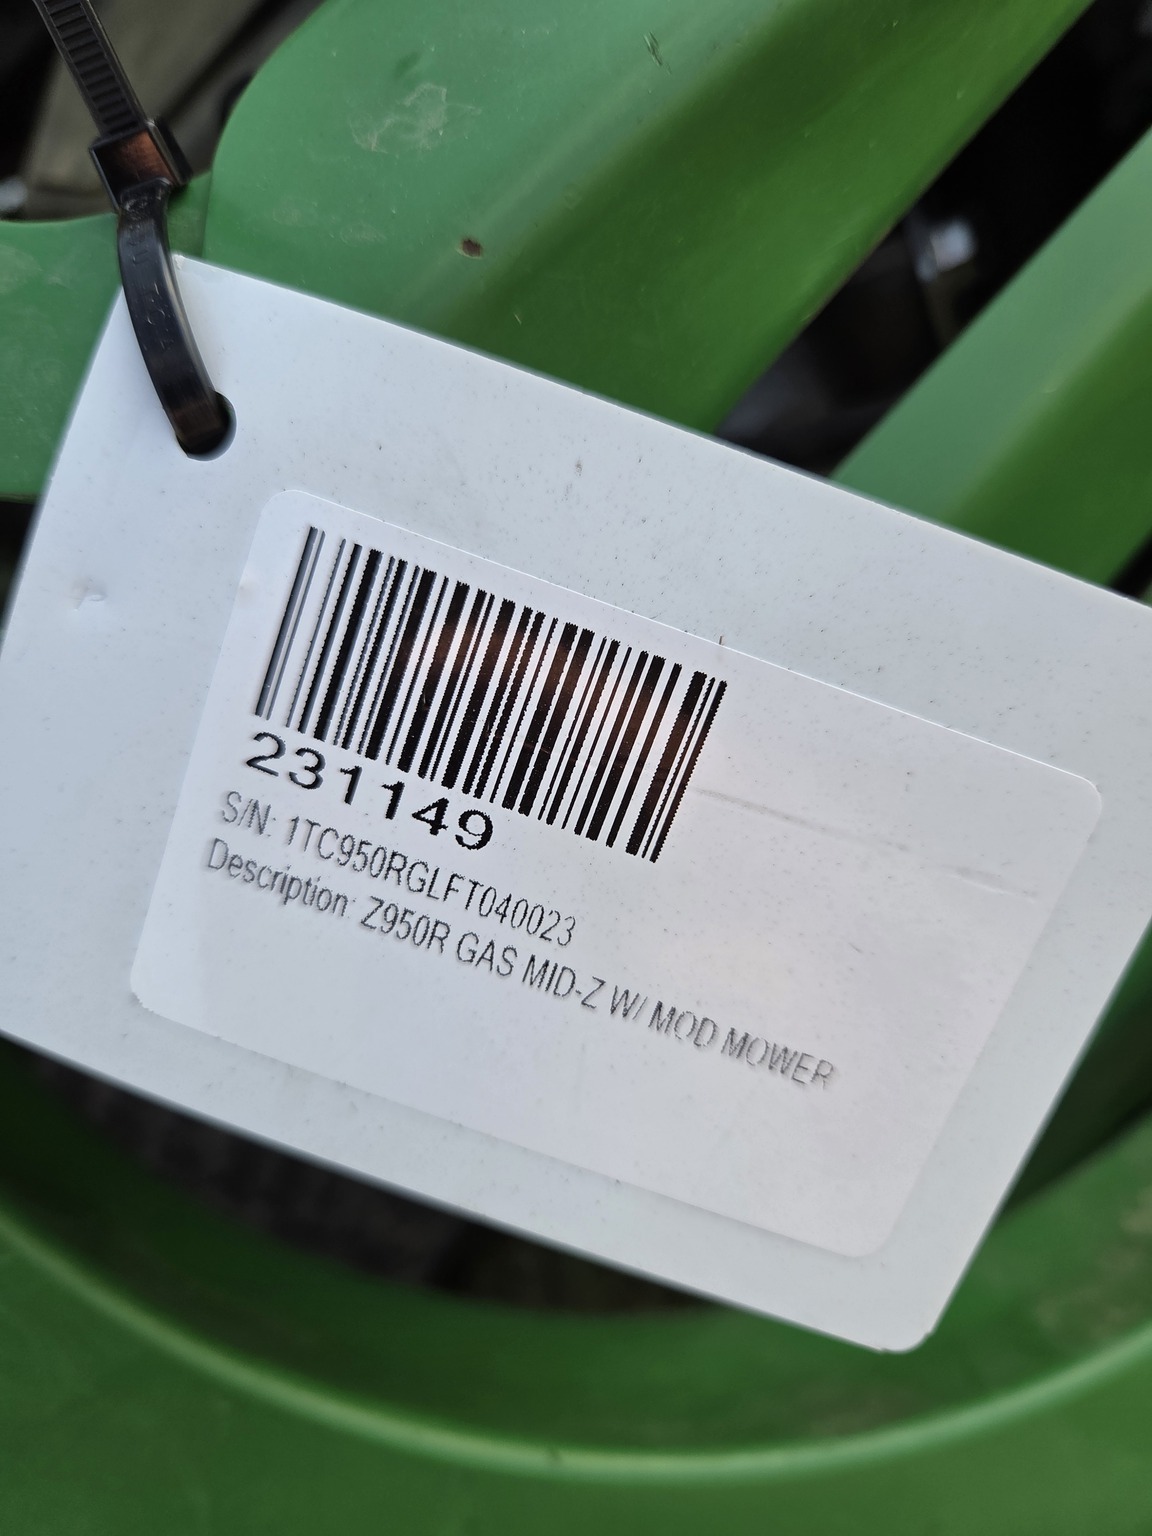 231149
S/N: 1TC950RGLFT040023
Description: Z950R GAS MID-Z W/ MOD MOWER